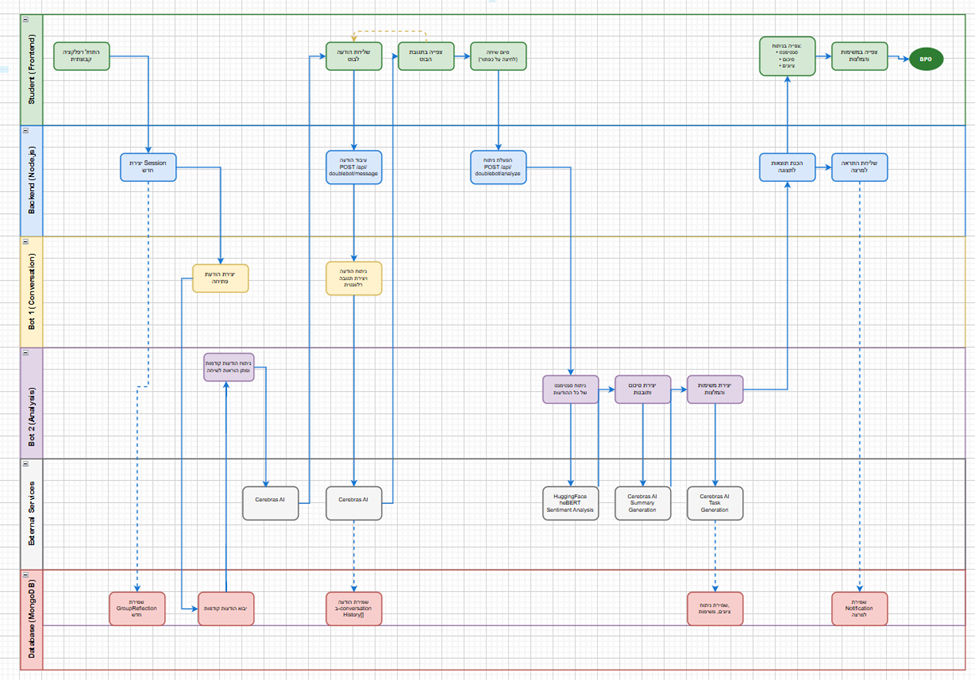 Student (Frontend)
התחל רפלקציה
קבוצתית
שליחת הודעה
לבוט
צפייה בתגובת
הבוט
סיום שיחה
(לחיצה על כפתור)
צפייה בניתוח:
• סנטימנט
• סיכום
• ציונים
צפייה במשימות
והמלצות
סוף
Backend (Node.js)
יצירת Session
חדש
עיבוד הודעה
POST /api/
doublebot/message
הפעלת ניתוח
POST /api/
doublebot/analyze
הכנת תוצאות
לתצוגה
שליחת התראה
למרצה
Bot 1 (Conversation)
יצירת הודעת
פתיחה
ניתוח הודעה
ויצירת תגובה
רלוונטית
Bot 2 (Analysis)
ניתוח הודעות קודמות
ומתן הוראות לשיחה
ניתוח סנטימנט
של כל ההודעות
יצירת סיכום
ותובנות
יצירת משימות
והמלצות
External Services
Cerebras AI
Cerebras AI
HuggingFace
heBERT
Sentiment Analysis
Cerebras AI
Summary
Generation
Cerebras AI
Task
Generation
Database (MongoDB)
שמירת
GroupReflection
חדש
יבוא הודעות קודמות
שמירת הודעה
ב-conversation
History[]
שמירת ניתוח,
ציונים, משימות
שמירת
Notification
למרצה